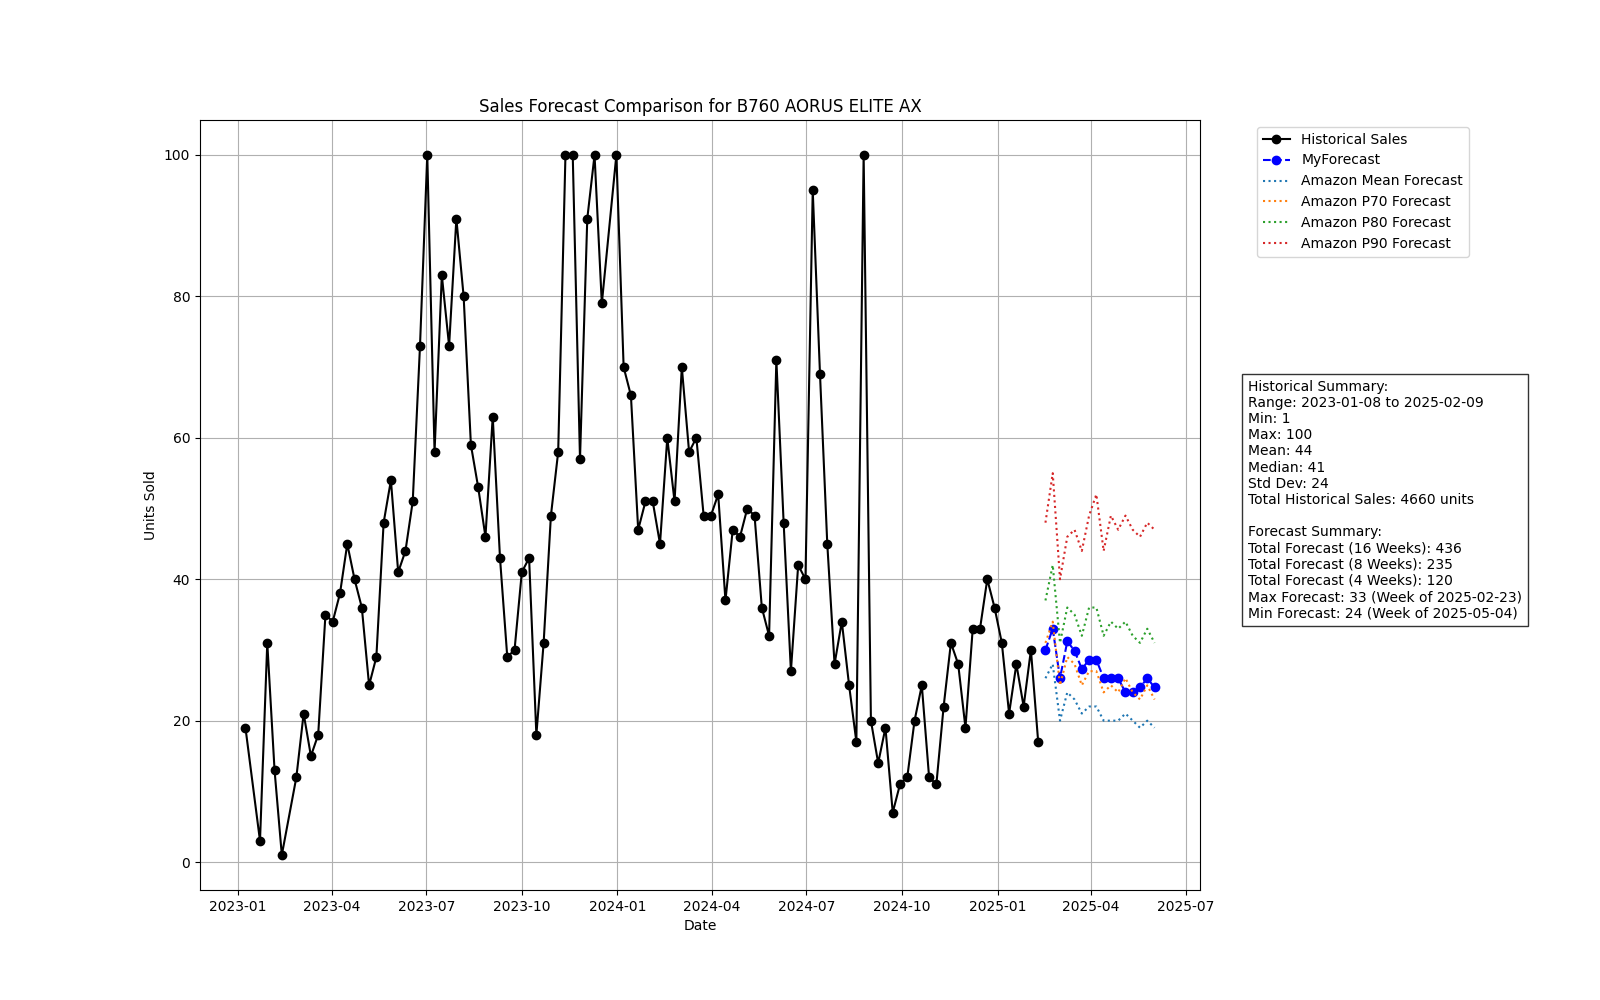 Sales Forecast Comparison for B760 AORUS ELITE AX
Historical Sales
MyForecast
Amazon Mean Forecast
Amazon P70 Forecast
Amazon P80 Forecast
Amazon P90 Forecast
100
80
60
40
20
0
Units Sold
Historical Summary:
Range: 2023-01-08 to 2025-02-09
Min: 1
Max: 100
Mean: 44
Median: 41
Std Dev: 24
Total Historical Sales: 4660 units
Forecast Summary:
Total Forecast (16 Weeks): 436
Total Forecast (8 Weeks): 235
Total Forecast (4 Weeks): 120
Max Forecast: 33 (Week of 2025-02-23)
Min Forecast: 24 (Week of 2025-05-04)
2023-01 2023-04 2023-07 2023-10 2024-01 2024-04 2024-07 2024-10 2025-01 2025-04 2025-07
Date